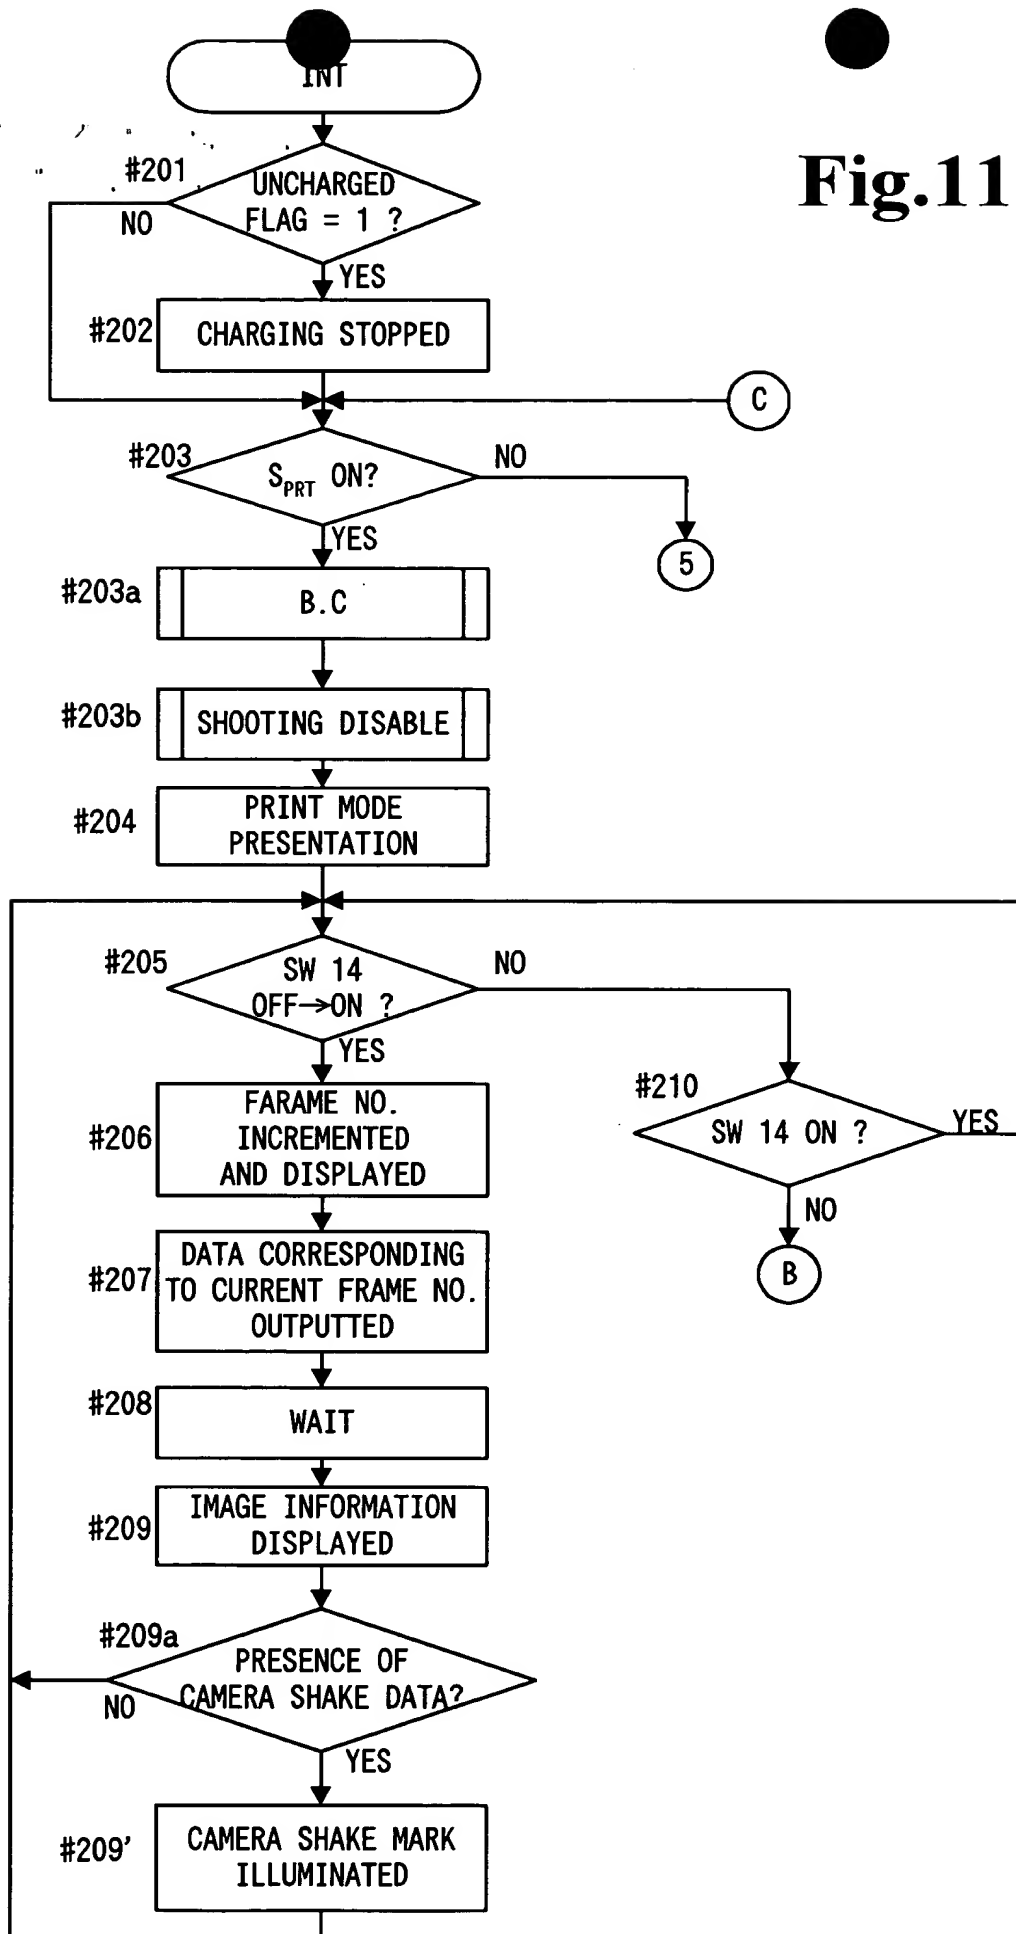 INT
Fig.11
#201
UNCHARGED
FLAG = 1 ?
NO
YES
#202
CHARGING STOPPED
C
#203
S_PRT ON?
NO
YES
5
#203a
B.C
#203b
SHOOTING DISABLE
#204
PRINT MODE
PRESENTATION
#205
SW 14
OFF→ON ?
NO
YES
#206
FARAME NO.
INCREMENTED
AND DISPLAYED
#210
SW 14 ON ?
YES
NO
B
#207
DATA CORRESPONDING
TO CURRENT FRAME NO.
OUTPUTTED
#208
WAIT
#209
IMAGE INFORMATION
DISPLAYED
#209a
PRESENCE OF
CAMERA SHAKE DATA?
NO
YES
#209'
CAMERA SHAKE MARK
ILLUMINATED